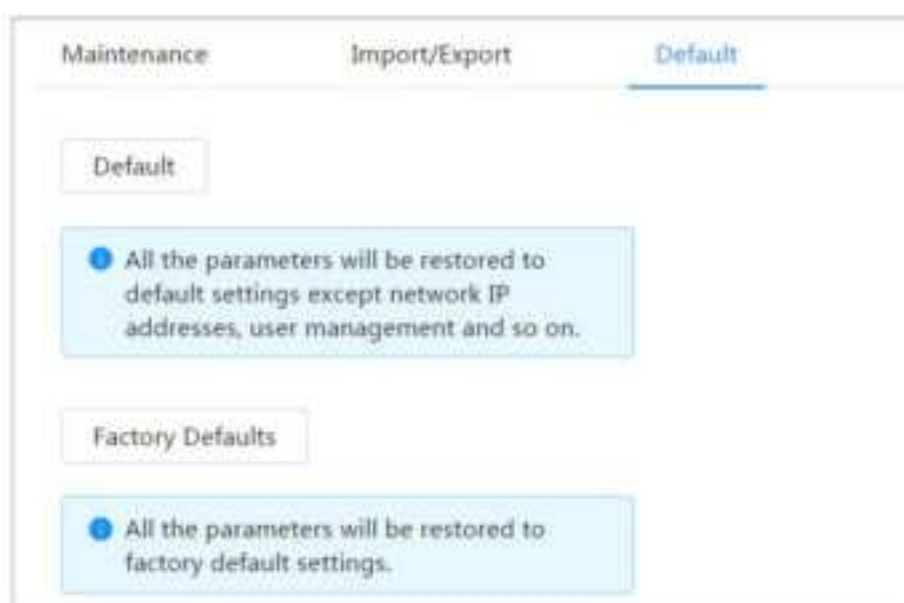 Maintenance Import/Export Default
Default
All the parameters will be restored to
default settings except network IP
addresses, user management and so on.
Factory Defaults
All the parameters will be restored to
factory default settings.